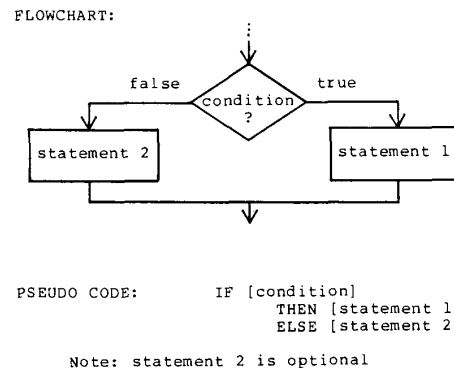 FLOWCHART:
false
true
condition
?
statement 2
statement 1
PSEUDO CODE: IF [condition]
THEN [statement 1
ELSE [statement 2
Note: statement 2 is optional